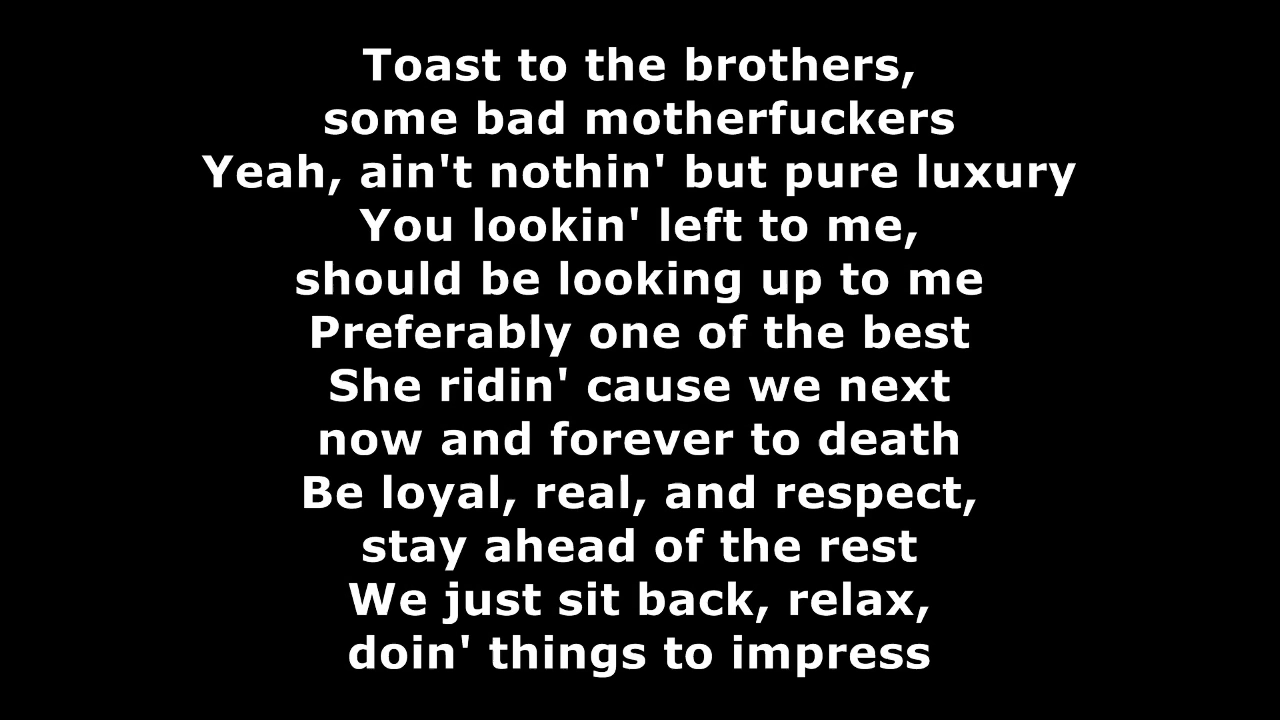 Toast to the brothers,
some bad motherfuckers
Yeah, ain't nothin' but pure luxury
You lookin' left to me,
should be looking up to me
Preferably one of the best
She ridin' cause we next
now and forever to death
Be loyal, real, and respect,
stay ahead of the rest
We just sit back, relax,
doin' things to impress